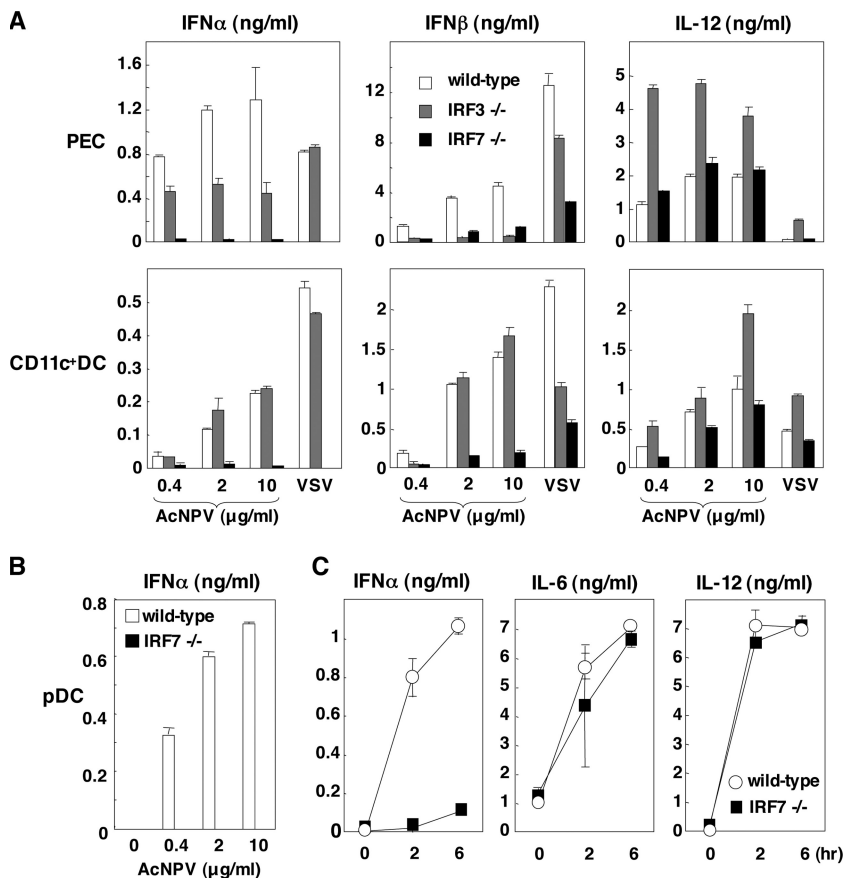 A
IFNα (ng/ml) IFNβ (ng/ml) IL-12 (ng/ml)
PEC
1.6
1.2
0.8
0.4
0
12
8
4
0
wild-type
IRF3 -/-
IRF7 -/-
5
4
3
2
1
0
CD11c+DC
0.5
0.4
0.3
0.2
0.1
0
2
1.5
1
0.5
0
2
1.5
1
0.5
0
0.4 2 10 VSV 0.4 2 10 VSV 0.4 2 10 VSV
AcNPV (μg/ml) AcNPV (μg/ml) AcNPV (μg/ml)
B
IFNα (ng/ml)
pDC
0.8
0.6
0.4
0.2
0
wild-type
IRF7 -/-
0 0.4 2 10
AcNPV (μg/ml)
C
IFNα (ng/ml) IL-6 (ng/ml) IL-12 (ng/ml)
1
0.8
0.6
0.4
0.2
0
7
6
5
4
3
2
1
0
7
6
5
4
3
2
1
0
wild-type
IRF7 -/-
0 2 6 0 2 6 0 2 6 (hr)